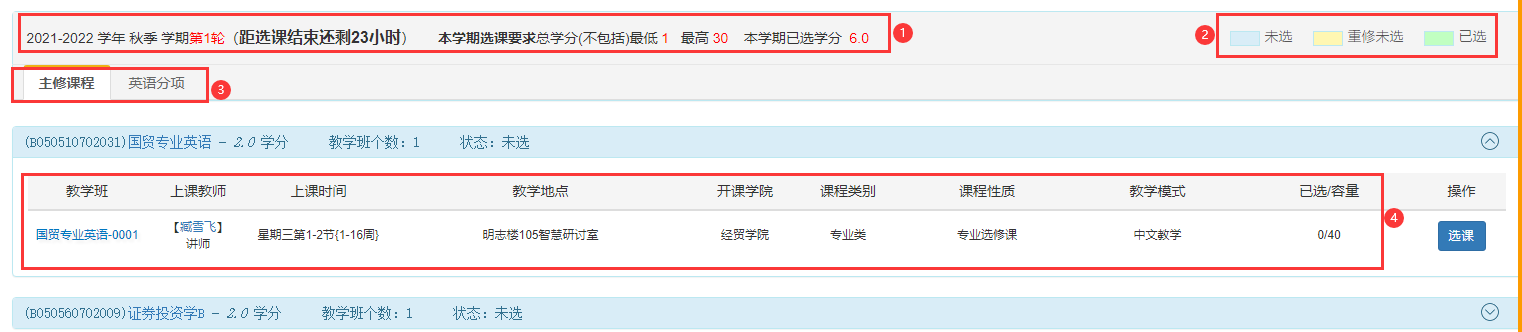 2021-2022 学年 秋季 学期第1轮（距选课结束还剩23小时） 本学期选课要求总学分(不包括)最低 1 最高 30 本学期已选学分 6.0
1
2
未选 重修未选 已选
主修课程 英语分项
3
(B050510702031)国贸专业英语 - 2.0 学分 教学班个数：1 状态：未选
教学班 上课教师 上课时间 教学地点 开课学院 课程类别 课程性质 教学模式 已选/容量 操作
国贸专业英语-0001 【臧雪飞】 星期三第1-2节{1-16周} 明志楼105智慧研讨室 经贸学院 专业类 专业选修课 中文教学 0/40 选课
讲师
4
(B050560702009)证券投资学B - 2.0 学分 教学班个数：1 状态：未选